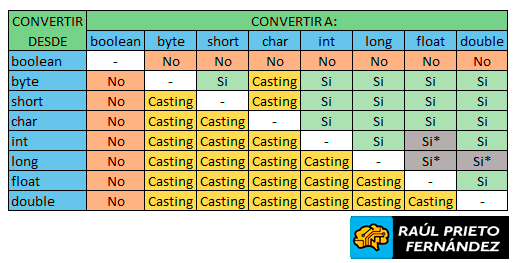 CONVERTIR DESDE CONVERTIR A:
boolean byte short char int long float double
boolean - No No No No No No No
byte No - Si Casting Si Si Si Si
short No Casting - Casting Si Si Si Si
char No Casting Casting - Si Si Si Si
int No Casting Casting Casting - Si Si* Si
long No Casting Casting Casting Casting - Si* Si*
float No Casting Casting Casting Casting Casting - Si
double No Casting Casting Casting Casting Casting Casting -
RAÚL PRIETO
FERNÁNDEZ